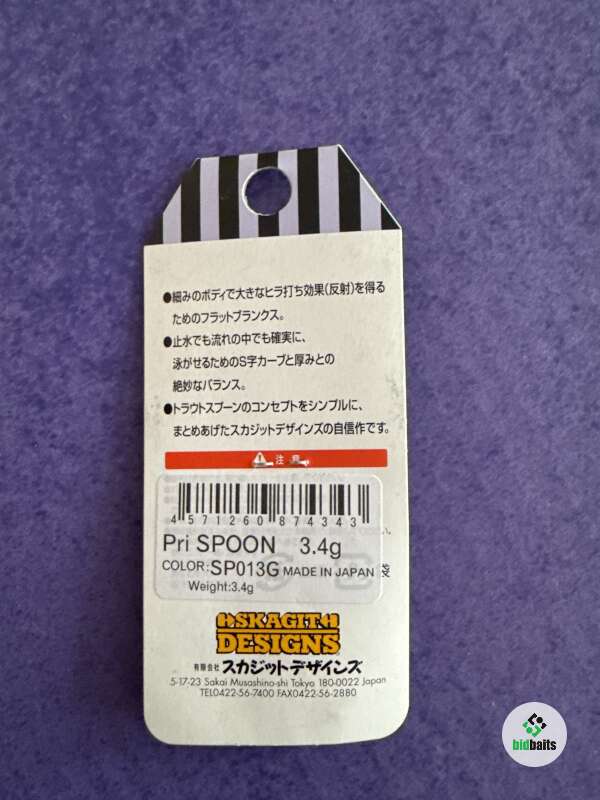 ●細みのボディで大きなヒラ打ち効果(反射)を得る
ためのフラットブランクス。
●止水でも流れの中でも確実に、
泳がせるためのS字カーブと厚みとの
絶妙なバランス。
●トラウトスプーンのコンセプトをシンプルに、
まとめあげたスカジットデザインズの自信作です。
注意
4 571260 874343
Pri SPOON 3.4g
COLOR:SP013G MADE IN JAPAN
Weight:3.4g
SKAGIT
DESIGNS
有限会社 スカジットデザインズ
5-17-23 Sakai Musashino-shi Tokyo 180-0022 Japan
TEL0422-56-7400 FAX0422-56-2880
bidbaits